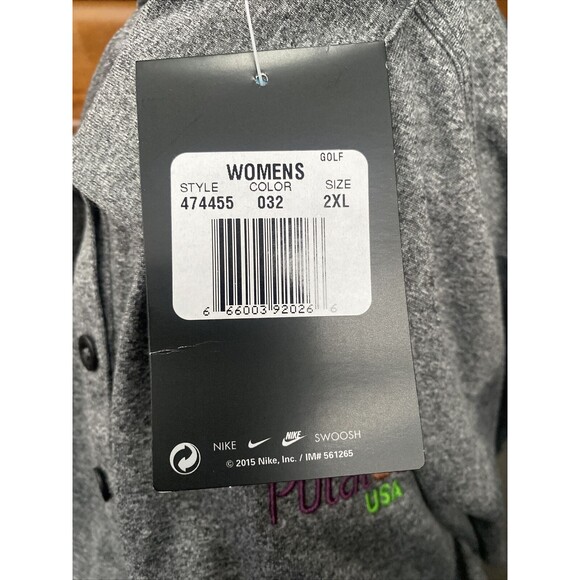 GOLF
WOMENS
STYLE COLOR SIZE
474455 032 2XL
6 66003 92026 6
NIKE NIKE SWOOSH
© 2015 Nike, Inc. / IM# 561265
USA